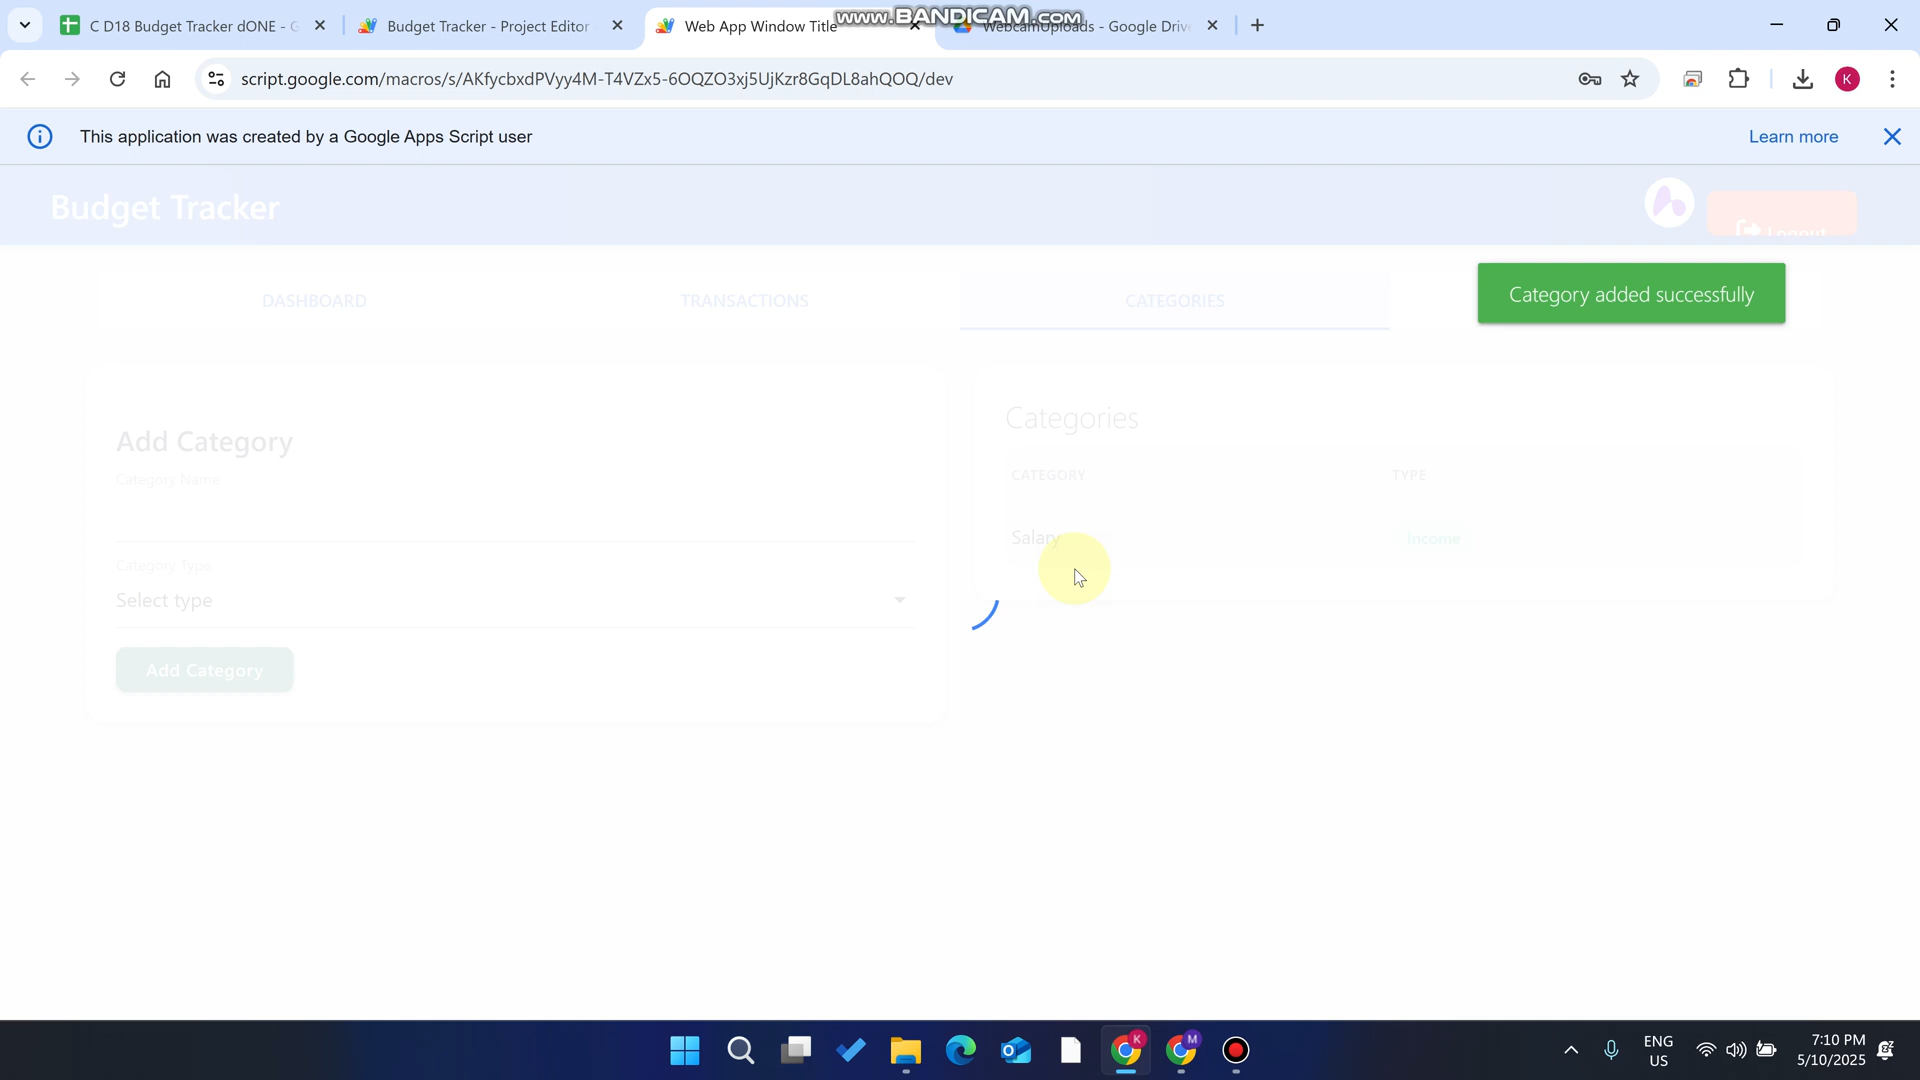 www.BANDICAM.com
C D18 Budget Tracker dONE - G
Budget Tracker - Project Editor
Web App Window Title
WebcamUploads - Google Drive
script.google.com/macros/s/AKfycbxdPVyy4M-T4VZx5-6OQZO3xj5UjKzr8GqDL8ahQOQ/dev
K
This application was created by a Google Apps Script user
Learn more
Budget Tracker
Logout
DASHBOARD
TRANSACTIONS
CATEGORIES
Category added successfully
Add Category
Category Name
Category Type
Select type
Add Category
Categories
CATEGORY
TYPE
Salary
Income
K
M
ENG
US
7:10 PM
5/10/2025